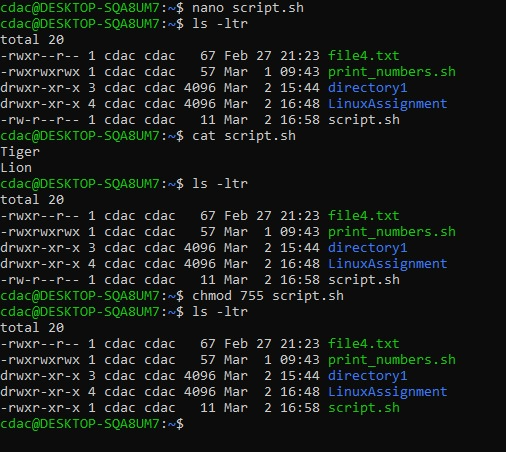 cdac@DESKTOP-SQA8UM7:~$ nano script.sh
cdac@DESKTOP-SQA8UM7:~$ ls -ltr
total 20
-rwxr--r-- 1 cdac cdac   67 Feb 27 21:23 file4.txt
-rwxrwxrwx 1 cdac cdac   57 Mar  1 09:43 print_numbers.sh
drwxr-xr-x 3 cdac cdac 4096 Mar  2 15:44 directory1
drwxr-xr-x 4 cdac cdac 4096 Mar  2 16:48 LinuxAssignment
-rw-r--r-- 1 cdac cdac   11 Mar  2 16:58 script.sh
cdac@DESKTOP-SQA8UM7:~$ cat script.sh
Tiger
Lion
cdac@DESKTOP-SQA8UM7:~$ ls -ltr
total 20
-rwxr--r-- 1 cdac cdac   67 Feb 27 21:23 file4.txt
-rwxrwxrwx 1 cdac cdac   57 Mar  1 09:43 print_numbers.sh
drwxr-xr-x 3 cdac cdac 4096 Mar  2 15:44 directory1
drwxr-xr-x 4 cdac cdac 4096 Mar  2 16:48 LinuxAssignment
-rw-r--r-- 1 cdac cdac   11 Mar  2 16:58 script.sh
cdac@DESKTOP-SQA8UM7:~$ chmod 755 script.sh
cdac@DESKTOP-SQA8UM7:~$ ls -ltr
total 20
-rwxr--r-- 1 cdac cdac   67 Feb 27 21:23 file4.txt
-rwxrwxrwx 1 cdac cdac   57 Mar  1 09:43 print_numbers.sh
drwxr-xr-x 3 cdac cdac 4096 Mar  2 15:44 directory1
drwxr-xr-x 4 cdac cdac 4096 Mar  2 16:48 LinuxAssignment
-rwxr-xr-x 1 cdac cdac   11 Mar  2 16:58 script.sh
cdac@DESKTOP-SQA8UM7:~$